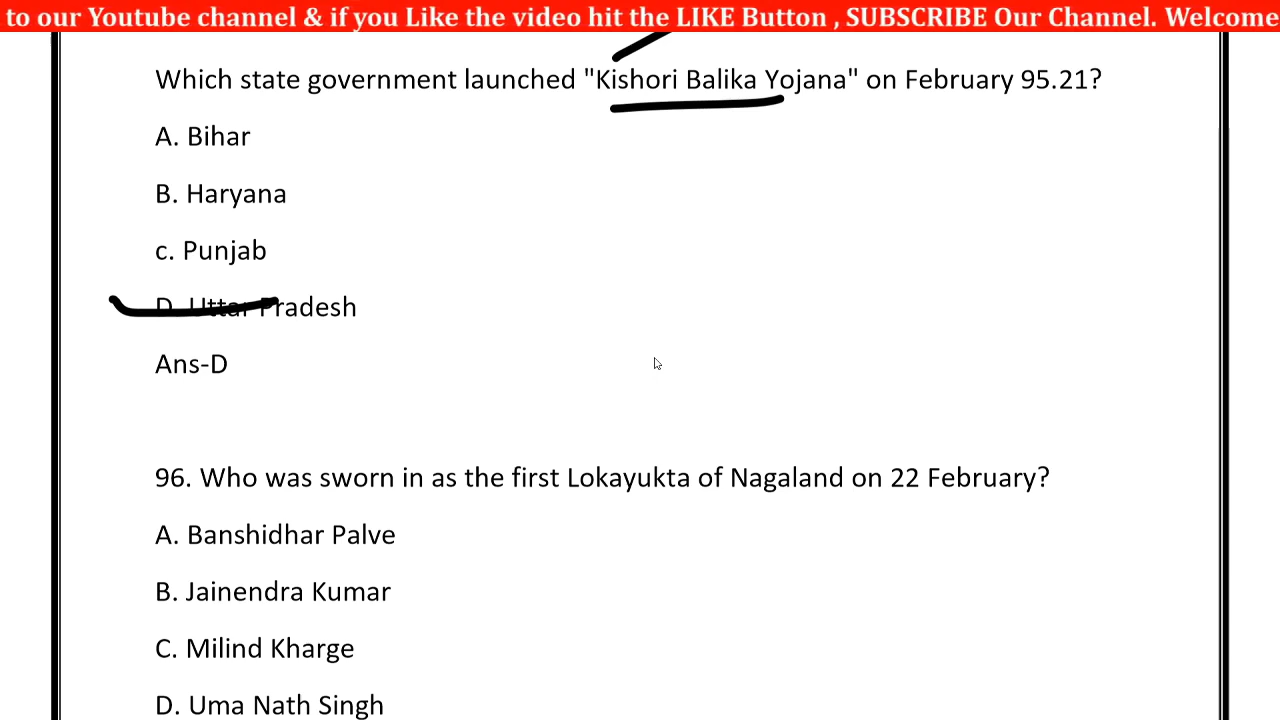 to our Youtube channel & if you Like the video hit the LIKE Button , SUBSCRIBE Our Channel. Welcome
Which state government launched "Kishori Balika Yojana" on February 95.21?
A. Bihar
B. Haryana
c. Punjab
D. Uttar Pradesh
Ans-D
96. Who was sworn in as the first Lokayukta of Nagaland on 22 February?
A. Banshidhar Palve
B. Jainendra Kumar
C. Milind Kharge
D. Uma Nath Singh